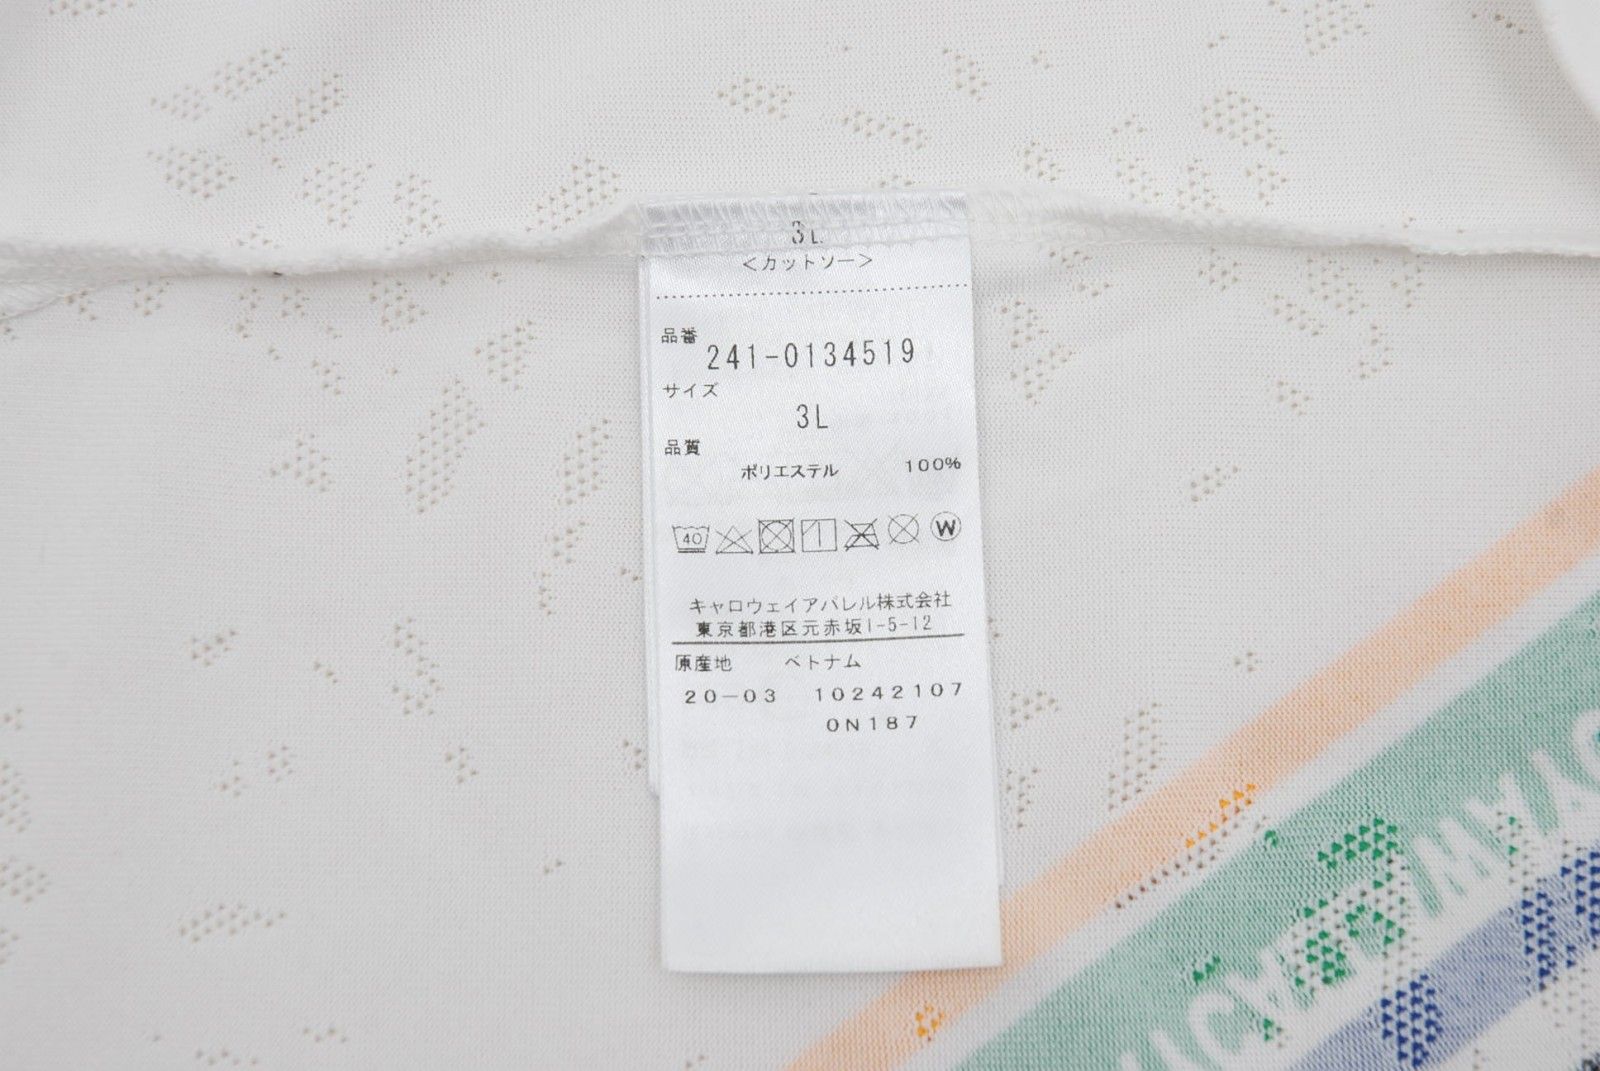 3L
<カットソー>
品番
241-0134519
サイズ
3L
品質
ポリエステル 100%
40 W
キャロウェイアパレル株式会社
東京都港区元赤坂1-5-12
原産地 ベトナム
20-03 10242107
0N187